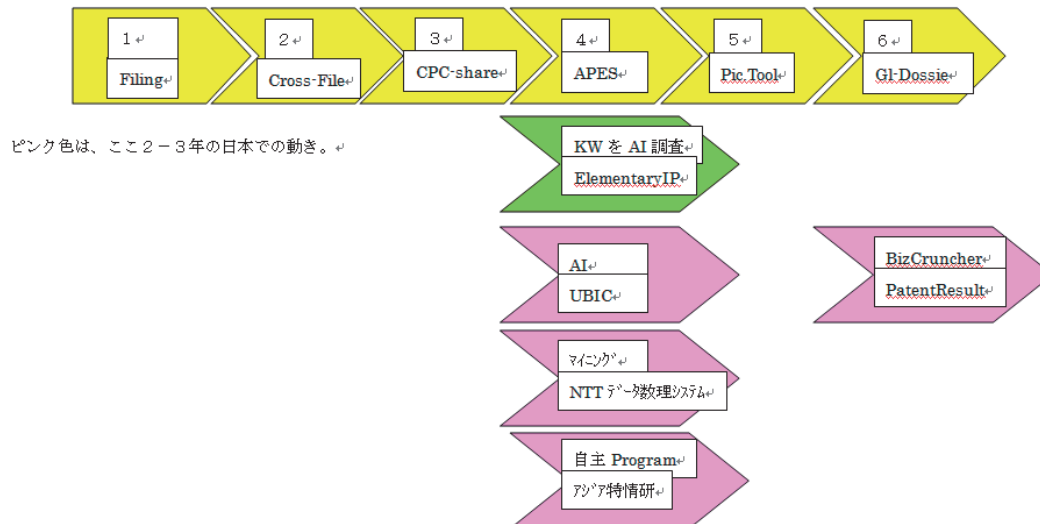 １
Filing
２
Cross-File
３
CPC-share
４
APES
５
Pic.Tool
６
Gl-Dossie
ピンク色は、ここ２－３年の日本での動き。
KW を AI 調査
ElementaryIP
AI
UBIC
BizCruncher
PatentResult
ﾏｲﾆﾝｸﾞ
NTT ﾃﾞｰﾀ数理ｼｽﾃﾑ
自主 Program
ｱｼﾞｱ特情研